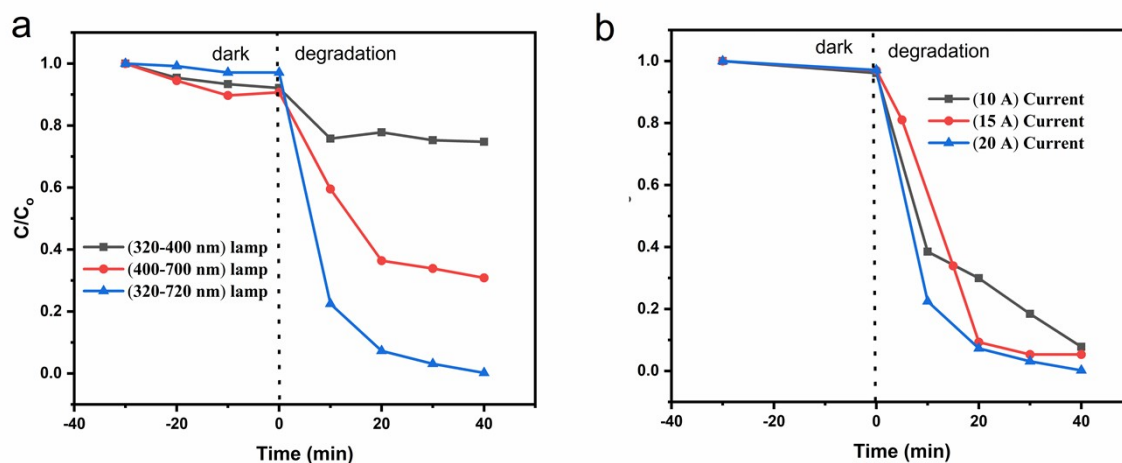 a
dark
degradation
1.0
0.8
0.6
0.4
0.2
0.0
C/Co
(320-400 nm) lamp
(400-700 nm) lamp
(320-720 nm) lamp
-40
-20
0
20
40
Time (min)
b
dark
degradation
1.0
0.8
0.6
0.4
0.2
0.0
(10 A) Current
(15 A) Current
(20 A) Current
-40
-20
0
20
40
Time (min)